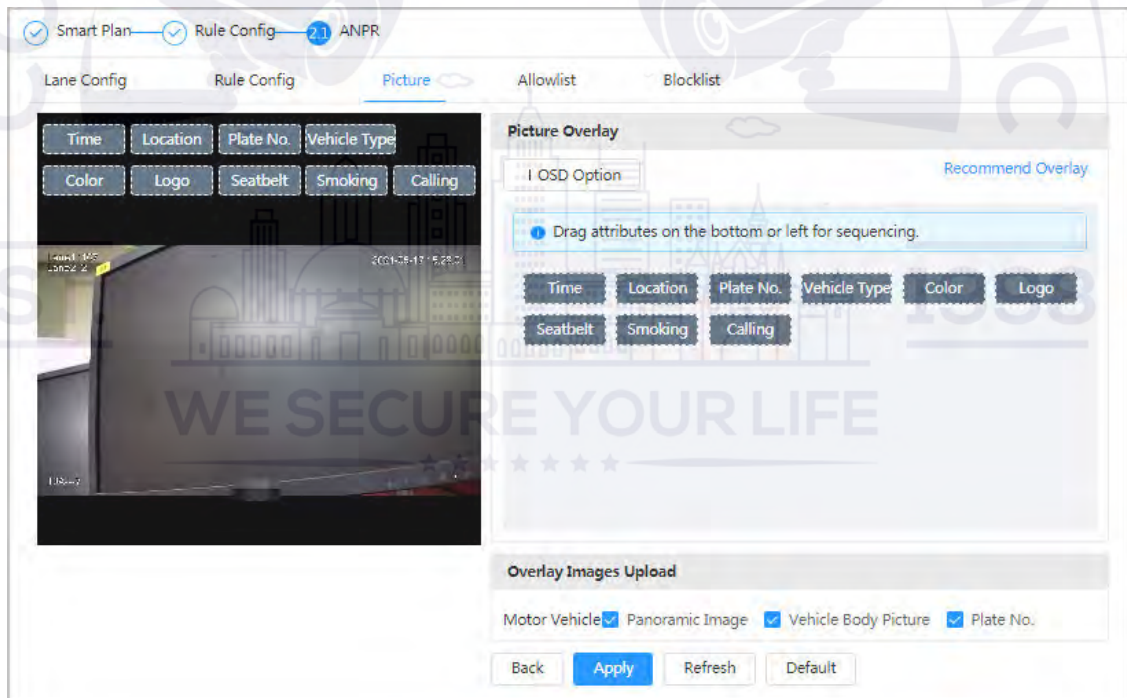 Smart Plan Rule Config 2.1 ANPR
Lane Config Rule Config Picture Allowlist Blocklist
Time Location Plate No. Vehicle Type
Color Logo Seatbelt Smoking Calling
Picture Overlay
OSD Option Recommend Overlay
Drag attributes on the bottom or left for sequencing.
Time Location Plate No. Vehicle Type Color Logo
Seatbelt Smoking Calling
WE SECURE YOUR LIFE
Overlay Images Upload
Motor Vehicle Panoramic Image Vehicle Body Picture Plate No.
Back Apply Refresh Default